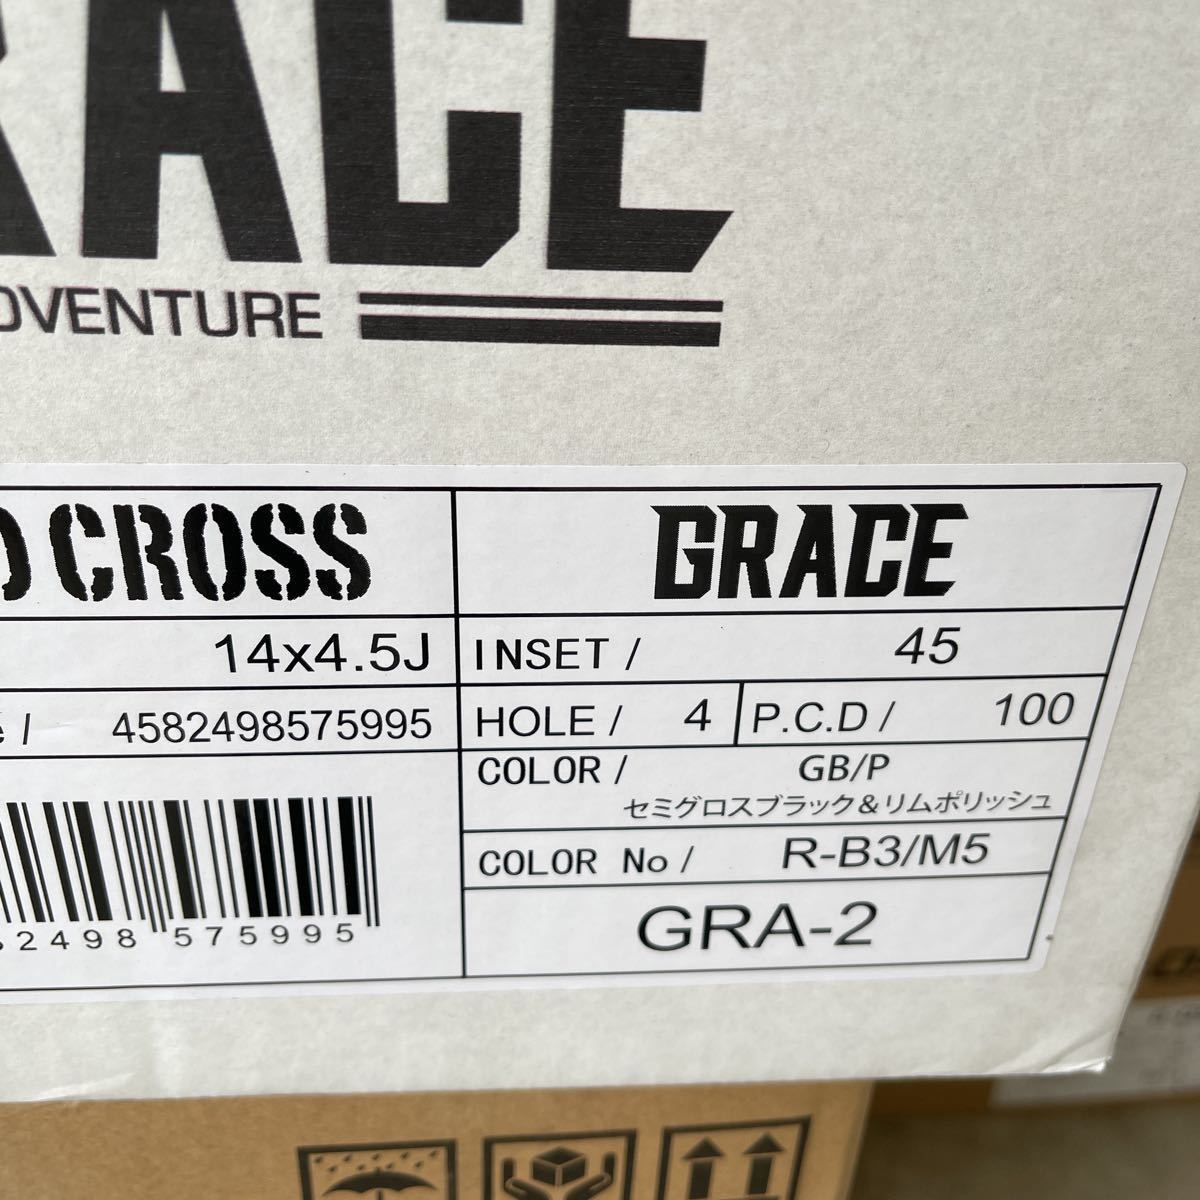 RACE
DVENTURE
D CROSS
GRACE
14x4.5J
INSET / 45
e / 4582498575995
HOLE / 4
P.C.D / 100
COLOR / GB/P
セミグロスブラック&リムポリッシュ
COLOR No / R-B3/M5
2498 575995
GRA-2